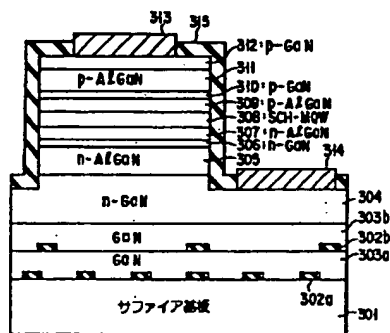 313
315
312:p-GaN
311
p-AlGaN
310:p-GaN
309:p-AlGaN
308:SCH-MQW
307:n-AlGaN
306:n-GaN
305
n-AlGaN
314
n-GaN
304
303b
GaN
302b
303a
GaN
サファイア基板
302a
301